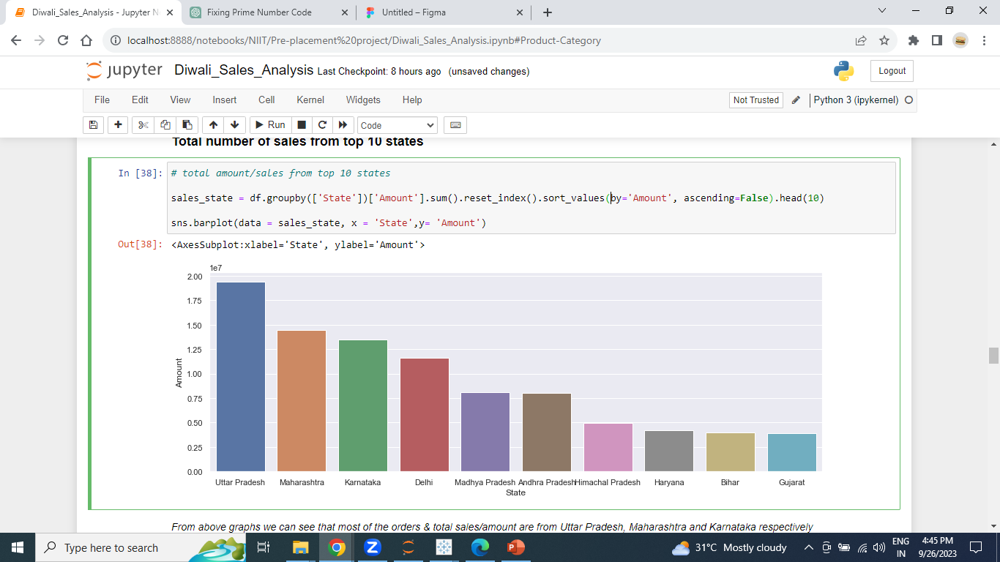 Diwali_Sales_Analysis - Jupyter N
Fixing Prime Number Code
Untitled – Figma
localhost:8888/notebooks/NIIT/Pre-placement%20project/Diwali_Sales_Analysis.ipynb#Product-Category
jupyter Diwali_Sales_Analysis Last Checkpoint: 8 hours ago (unsaved changes)
Logout
File Edit View Insert Cell Kernel Widgets Help
Not Trusted
Python 3 (ipykernel)
Run
Code
Total number of sales from top 10 states
In [38]: # total amount/sales from top 10 states
sales_state = df.groupby(['State'])['Amount'].sum().reset_index().sort_values(by='Amount', ascending=False).head(10)
sns.barplot(data = sales_state, x = 'State',y= 'Amount')
Out[38]: <AxesSubplot:xlabel='State', ylabel='Amount'>
1e7
2.00
1.75
1.50
1.25
1.00
0.75
0.50
0.25
0.00
Amount
Uttar Pradesh Maharashtra Karnataka Delhi Madhya Pradesh Andhra Pradesh Himachal Pradesh Haryana Bihar Gujarat
State
From above graphs we can see that most of the orders & total sales/amount are from Uttar Pradesh, Maharashtra and Karnataka respectively
Type here to search
31°C Mostly cloudy
ENG
IN
4:45 PM
9/26/2023